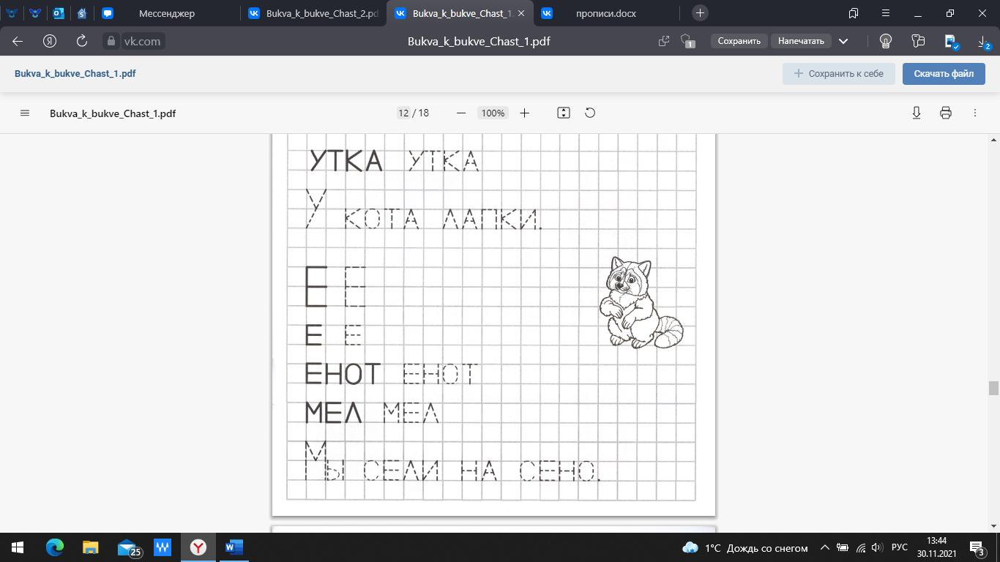 Мессенджер Bukva_k_bukve_Chast_2.pd Bukva_k_bukve_Chast_1. прописи.docx
vk.com Bukva_k_bukve_Chast_1.pdf 1 Сохранить Напечатать 2
Bukva_k_bukve_Chast_1.pdf + Сохранить к себе Скачать файл
Bukva_k_bukve_Chast_1.pdf 12 / 18 — 100% +
УТКА УТКА
У КОТА ЛАПКИ.
Е Е
Е Е
ЕНОТ ЕНОТ
МЕЛ МЕЛ
МЫ СЕЛИ НА СЕНО.
25 W Y W 1°C Дождь со снегом РУС 13:44
30.11.2021 3